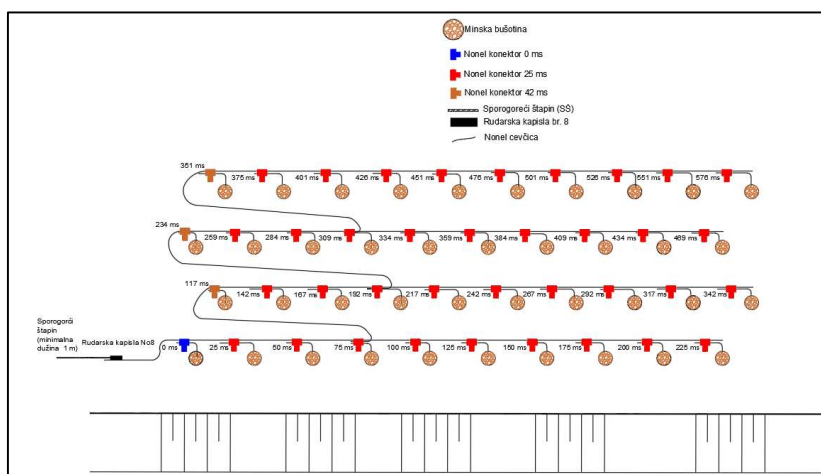 Minska bušotina
Nonel konektor 0 ms
Nonel konektor 25 ms
Nonel konektor 42 ms
Sporogoreći štapin (SŠ)
Rudarska kapisla br. 8
Nonel cevčica
351 ms
375 ms 401 ms 426 ms 451 ms 476 ms 501 ms 526 ms 551 ms 576 ms
234 ms
259 ms 284 ms 309 ms 334 ms 359 ms 384 ms 409 ms 434 ms 469 ms
117 ms
142 ms 167 ms 192 ms 217 ms 242 ms 267 ms 292 ms 317 ms 342 ms
Sporogorći
štapin
(minimalna
dužina 1 m)
Rudarska kapisla No8
0 ms 25 ms 50 ms 75 ms 100 ms 125 ms 150 ms 175 ms 200 ms 225 ms